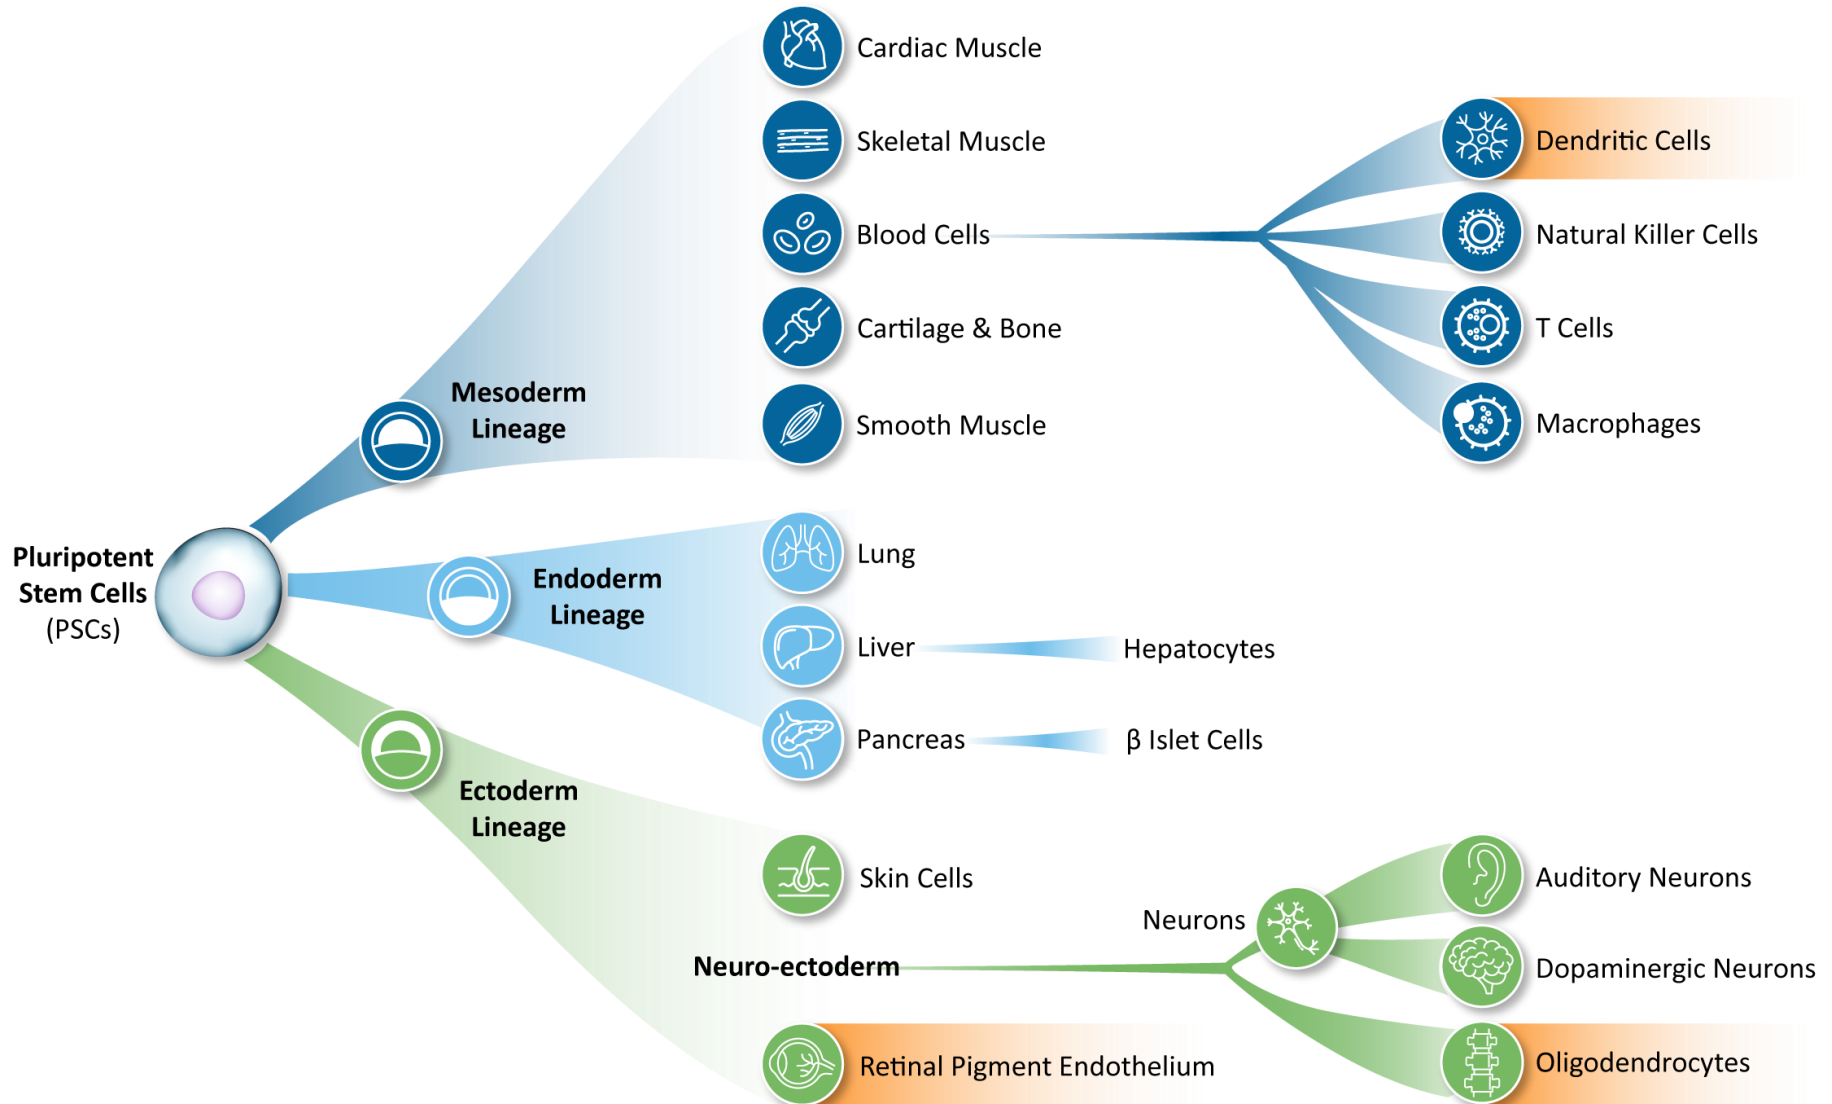 Pluripotent
Stem Cells
(PSCs)
Mesoderm
Lineage
Cardiac Muscle
Skeletal Muscle
Blood Cells
Cartilage & Bone
Smooth Muscle
Dendritic Cells
Natural Killer Cells
T Cells
Macrophages
Endoderm
Lineage
Lung
Liver
Hepatocytes
Pancreas
β Islet Cells
Ectoderm
Lineage
Skin Cells
Neuro-ectoderm
Neurons
Auditory Neurons
Dopaminergic Neurons
Oligodendrocytes
Retinal Pigment Endothelium